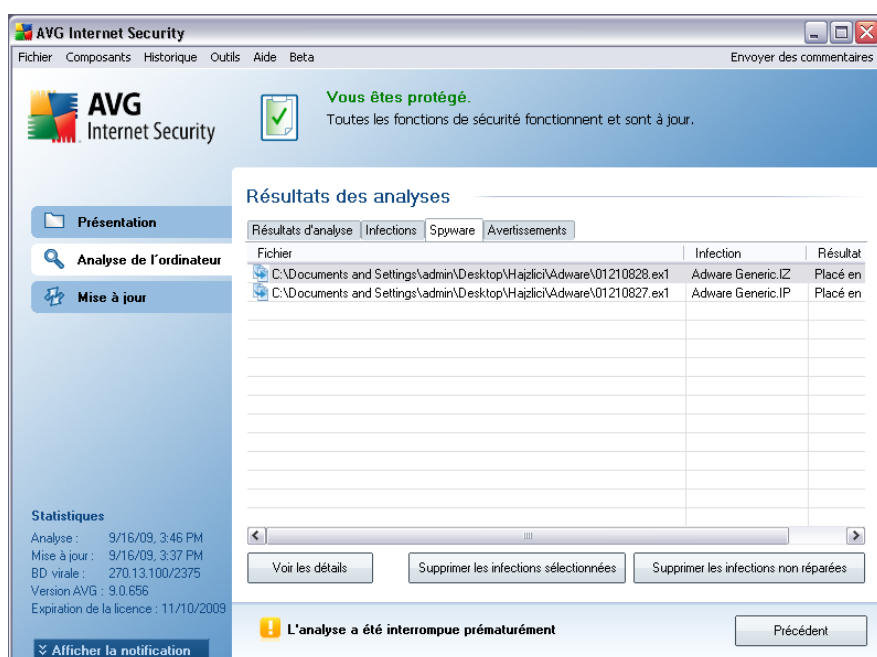 AVG Internet Security
Fichier Composants Historique Outils Aide Beta Envoyer des commentaires
AVG
Internet Security
Vous êtes protégé.
Toutes les fonctions de sécurité fonctionnent et sont à jour.
Présentation
Analyse de l´ordinateur
Mise à jour
Résultats des analyses
Résultats d'analyse Infections Spyware Avertissements
Fichier Infection Résultat
C:\Documents and Settings\admin\Desktop\Hajzlici\Adware\01210828.ex1 Adware Generic.IZ Placé en
C:\Documents and Settings\admin\Desktop\Hajzlici\Adware\01210827.ex1 Adware Generic.IP Placé en
Voir les détails Supprimer les infections sélectionnées Supprimer les infections non réparées
Statistiques
Analyse : 9/16/09, 3:46 PM
Mise à jour : 9/16/09, 3:37 PM
BD virale : 270.13.100/2375
Version AVG : 9.0.656
Expiration de la licence : 11/10/2009
Afficher la notification
L'analyse a été interrompue prématurément
Précédent